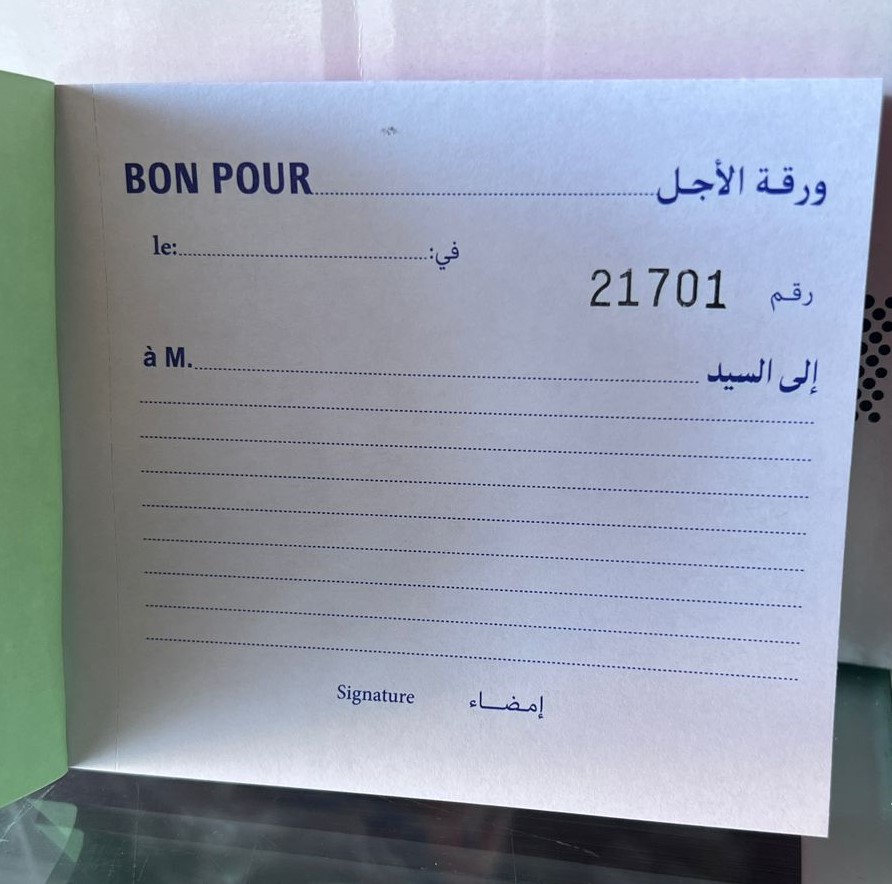 BON POUR ورقة الأجل
le: في:
21701 رقم
à M. إلى السيد
Signature إمضاء